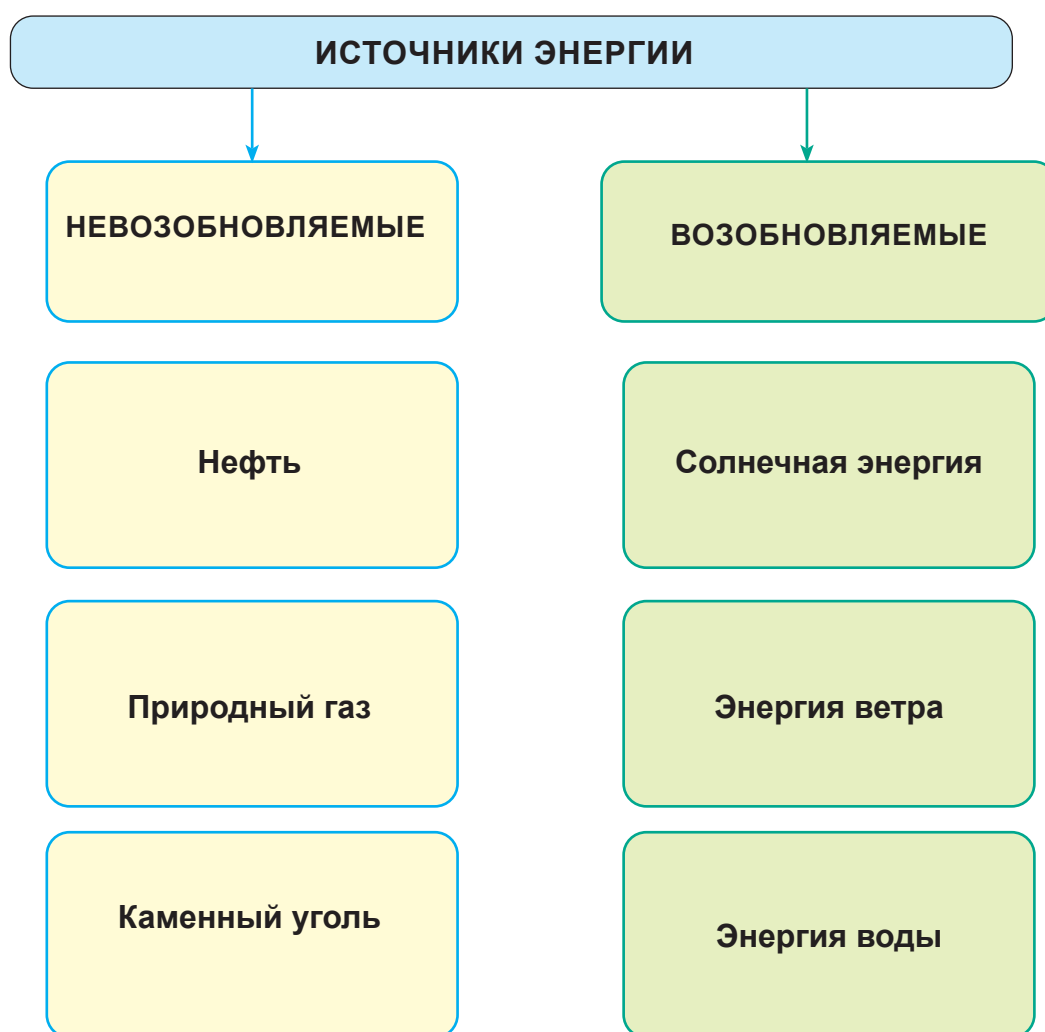 ИСТОЧНИКИ ЭНЕРГИИ
НЕВОЗОБНОВЛЯЕМЫЕ
ВОЗОБНОВЛЯЕМЫЕ
Нефть
Солнечная энергия
Природный газ
Энергия ветра
Каменный уголь
Энергия воды